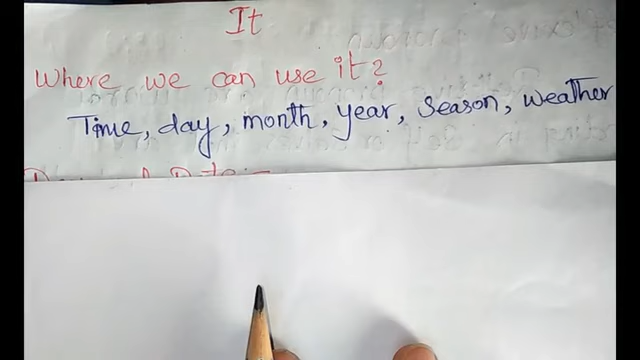 It
Where we can use it?
Time, day, month, year, season, weather